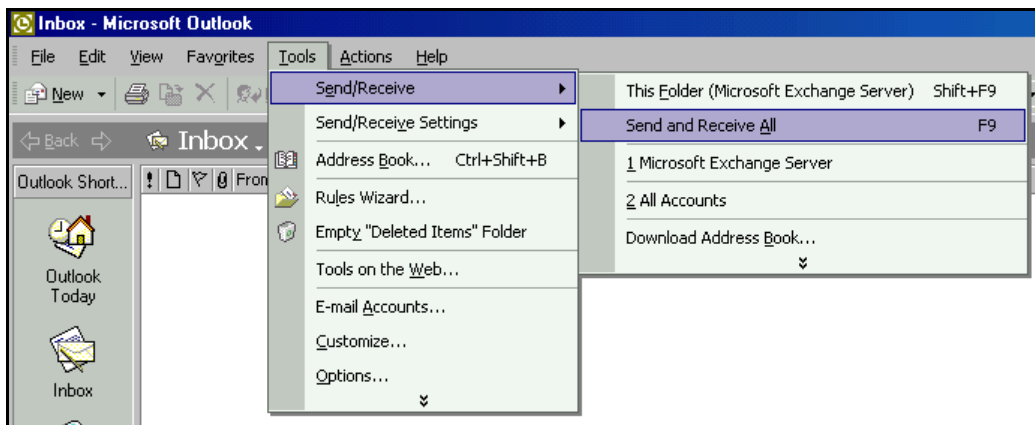 Inbox - Microsoft Outlook
File Edit View Favorites Tools Actions Help
New
Send/Receive
This Folder (Microsoft Exchange Server) Shift+F9
Send/Receive Settings
Send and Receive All F9
Back
Inbox
Address Book... Ctrl+Shift+B
1 Microsoft Exchange Server
Outlook Short...
! From
Rules Wizard...
2 All Accounts
Empty "Deleted Items" Folder
Download Address Book...
Tools on the Web...
Outlook
Today
E-mail Accounts...
Customize...
Options...
Inbox